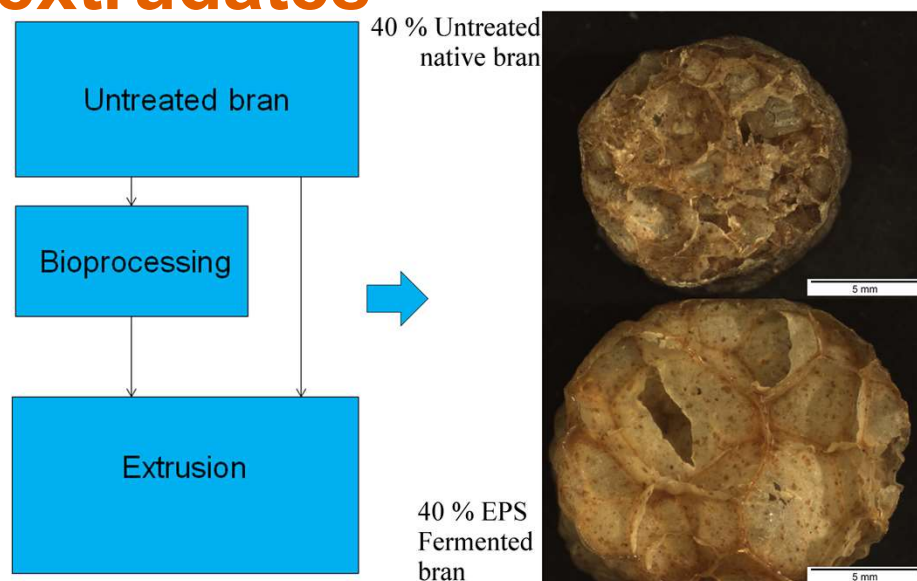 extrudates
40 % Untreated
native bran
Untreated bran
Bioprocessing
Extrusion
5 mm
40 % EPS
Fermented
bran
5 mm